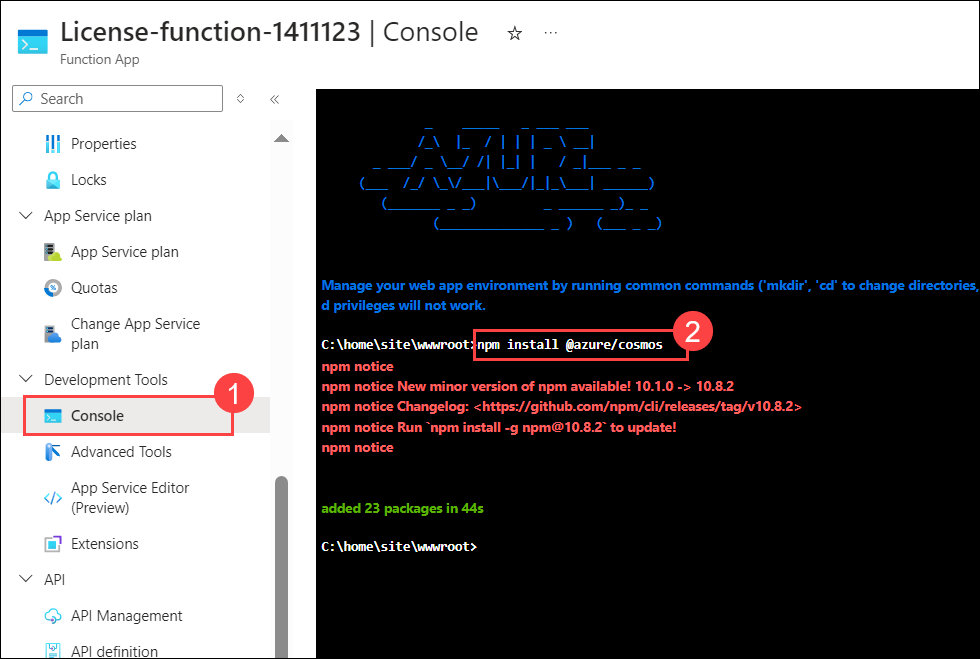 License-function-1411123 | Console
Function App
Search
Properties
Locks
App Service plan
App Service plan
Quotas
Change App Service
plan
Development Tools
1
Console
Advanced Tools
App Service Editor
(Preview)
Extensions
API
API Management
API definition
AZURE
Manage your web app environment by running common commands ('mkdir', 'cd' to change directories,
d privileges will not work.
C:\home\site\wwwroot>npm install @azure/cosmos
2
npm notice
npm notice New minor version of npm available! 10.1.0 -> 10.8.2
npm notice Changelog: <https://github.com/npm/cli/releases/tag/v10.8.2>
npm notice Run `npm install -g npm@10.8.2` to update!
npm notice
added 23 packages in 44s
C:\home\site\wwwroot>